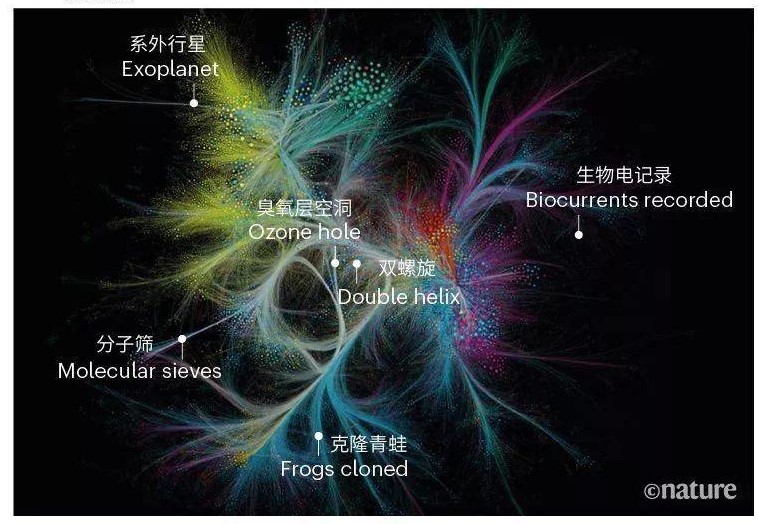 系外行星
Exoplanet
生物电记录
Biocurrents recorded
臭氧层空洞
Ozone hole
双螺旋
Double helix
分子筛
Molecular sieves
克隆青蛙
Frogs cloned
©nature